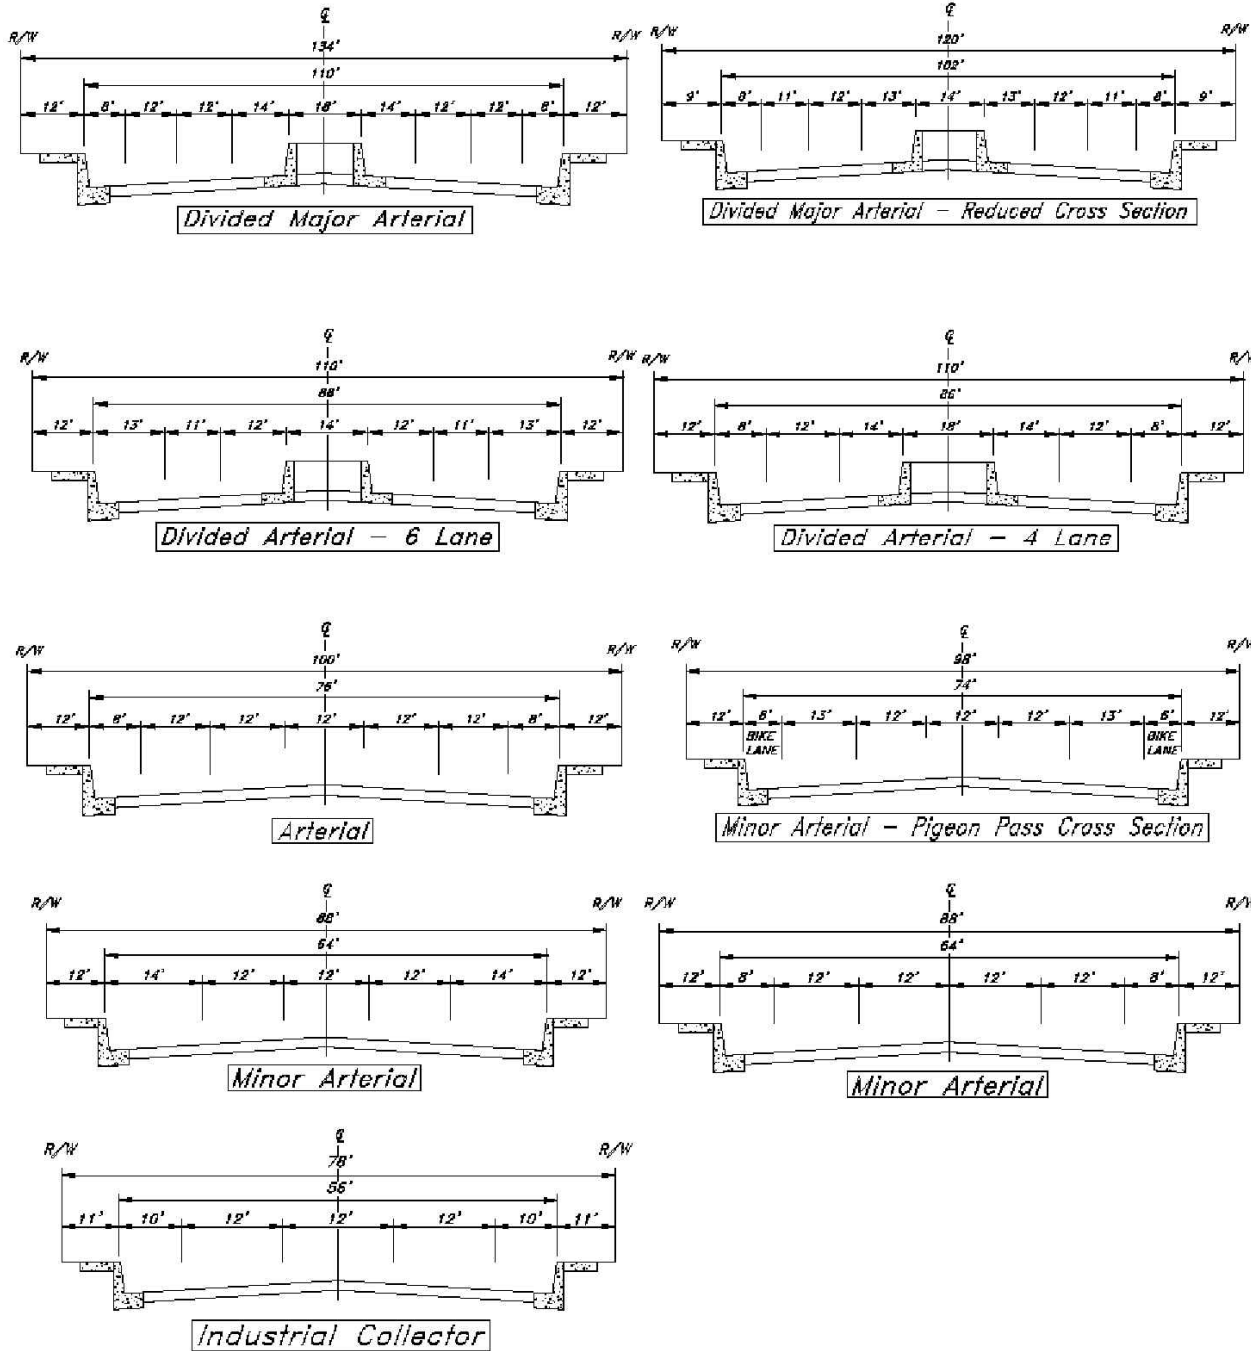 ℄
R/W R/W
134'
110'
12' 8' 12' 12' 14' 18' 14' 12' 12' 8' 12'
Divided Major Arterial
℄
R/W R/W
120'
102'
9' 8' 11' 12' 13' 14' 13' 12' 11' 8' 9'
Divided Major Arterial - Reduced Cross Section
℄
R/W R/W
110'
86'
12' 13' 11' 12' 14' 12' 11' 13' 12'
Divided Arterial - 6 Lane
℄
R/W R/W
110'
86'
12' 8' 12' 14' 18' 14' 12' 8' 12'
Divided Arterial - 4 Lane
℄
R/W R/W
100'
76'
12' 8' 12' 12' 12' 12' 12' 8' 12'
Arterial
℄
R/W R/W
98'
74'
12' 6' 13' 12' 12' 12' 13' 6' 12'
BIKE BIKE
LANE LANE
Minor Arterial - Pigeon Pass Cross Section
℄
R/W R/W
88'
64'
12' 14' 12' 12' 12' 14' 12'
Minor Arterial
℄
R/W R/W
88'
64'
12' 8' 12' 12' 12' 12' 8' 12'
Minor Arterial
℄
R/W R/W
78'
56'
11' 10' 12' 12' 12' 10' 11'
Industrial Collector